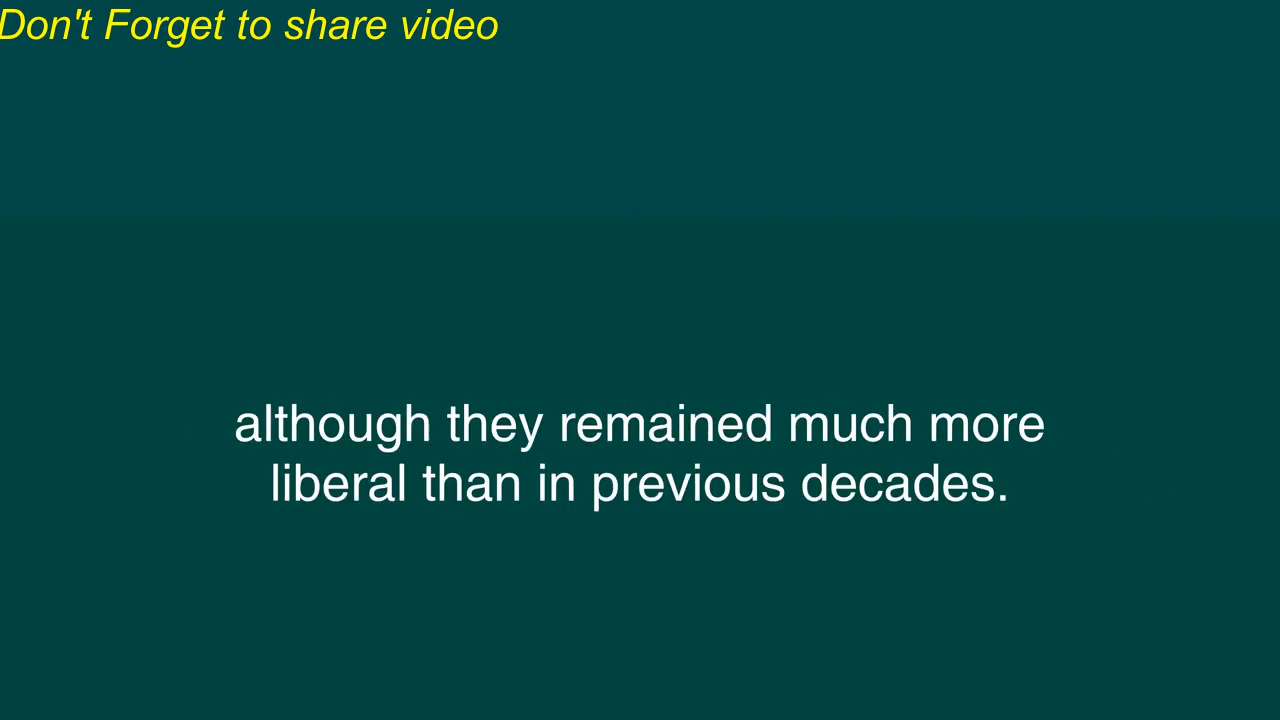 Don't Forget to share video
although they remained much more
liberal than in previous decades.